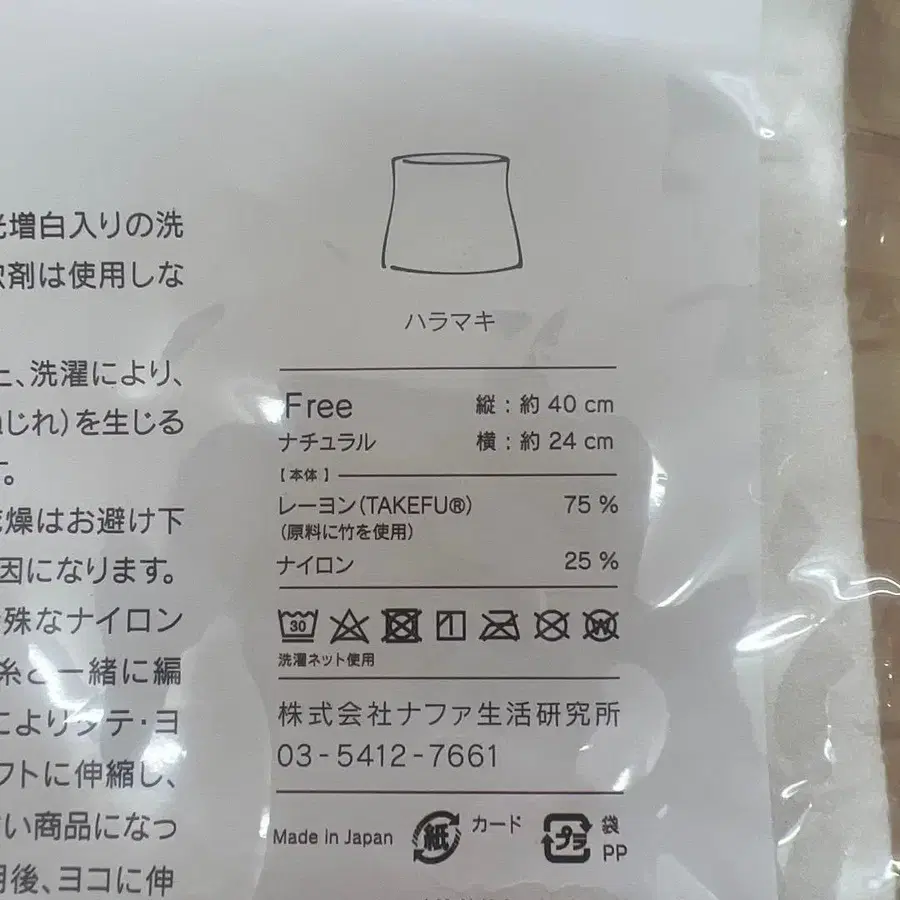 増白入りの洗
剤は使用しな
、洗濯により、
じれ)を生じる
す。
燥はお避け下
因になります。
殊なナイロン
糸と一緒に編
によりタテ・ヨ
フトに伸縮し、
い商品になっ
後、ヨコに伸
ハラマキ
Free 縦:約 40 cm
ナチュラル 横:約 24 cm
【本体】
レーヨン(TAKEFU®) 75 %
(原料に竹を使用)
ナイロン 25 %
30
W
洗濯ネット使用
株式会社ナファ生活研究所
03-5412-7661
Made in Japan 紙 カード プラ 袋
PP